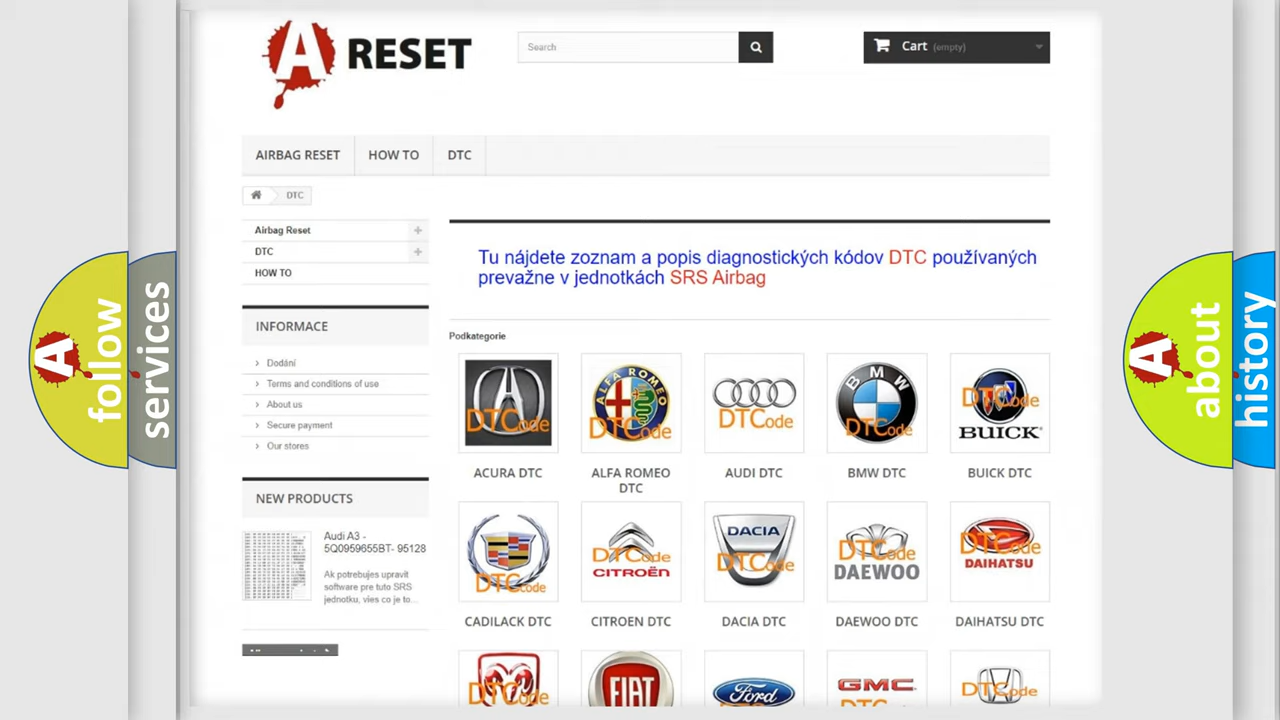 A RESET
Search
Cart (empty)
AIRBAG RESET
HOW TO
DTC
DTC
Airbag Reset
DTC
HOW TO
Tu nájdete zoznam a popis diagnostických kódov DTC používaných
prevažne v jednotkách SRS Airbag
INFORMACE
Dodání
Terms and conditions of use
About us
Secure payment
Our stores
Podkategorie
DTCode
ALFA ROMEO
DTCode
DTCode
BMW
DTCode
DTCode
BUICK
ACURA DTC
ALFA ROMEO
DTC
AUDI DTC
BMW DTC
BUICK DTC
NEW PRODUCTS
Audi A3 -
5Q0959655BT- 95128
Ak potrebujes upravit
software pre tuto SRS
jednotku, vies co je to...
DTCode
DTCode
CITROËN
DACIA
DTCode
DTCode
DAEWOO
DTCode
DAIHATSU
CADILACK DTC
CITROEN DTC
DACIA DTC
DAEWOO DTC
DAIHATSU DTC
DTCode
FIAT
Ford
GMC
DTCode
A follow
services
A about
history